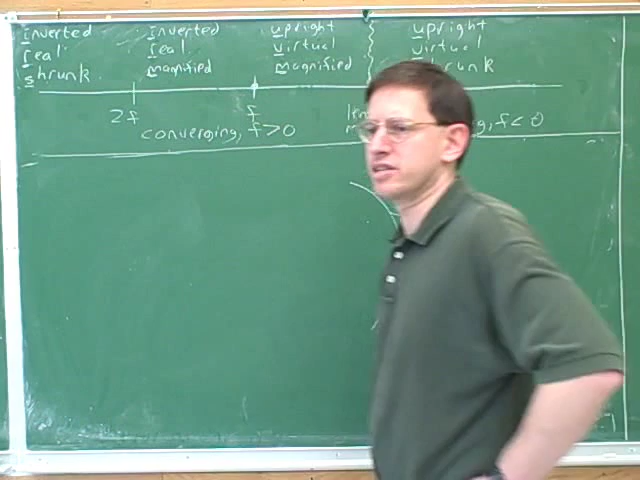 inverted inverted upright upright
real real virtual virtual
shrunk magnified magnified
2f f
converging, f>0 f<0